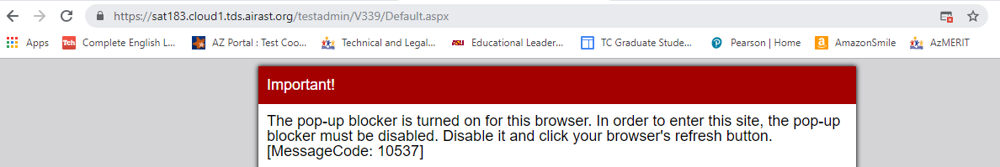 https://sat183.cloud1.tds.airast.org/testadmin/V339/Default.aspx
Apps Tch Complete English L... AZ Portal : Test Coo... Technical and Legal... ASU Educational Leader... TC Graduate Stude... Pearson | Home a AmazonSmile AzMERIT
Important!
The pop-up blocker is turned on for this browser. In order to enter this site, the pop-up
blocker must be disabled. Disable it and click your browser's refresh button.
[MessageCode: 10537]